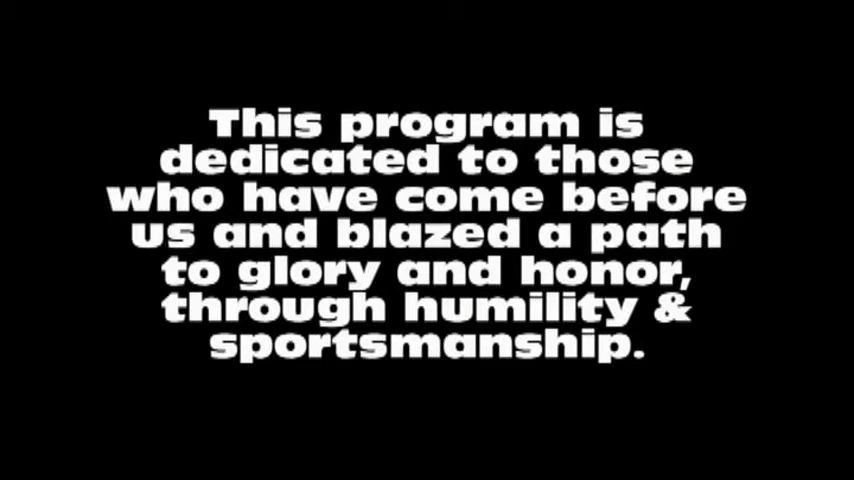 This program is
dedicated to those
who have come before
us and blazed a path
to glory and honor,
through humility &
sportsmanship.